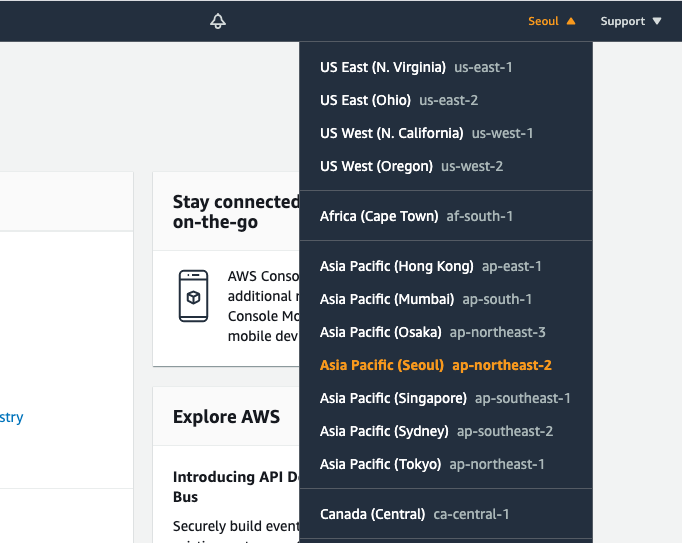 Seoul ▲ Support ▼
US East (N. Virginia) us-east-1
US East (Ohio) us-east-2
US West (N. California) us-west-1
US West (Oregon) us-west-2
Africa (Cape Town) af-south-1
Asia Pacific (Hong Kong) ap-east-1
Asia Pacific (Mumbai) ap-south-1
Asia Pacific (Osaka) ap-northeast-3
Asia Pacific (Seoul) ap-northeast-2
Asia Pacific (Singapore) ap-southeast-1
Asia Pacific (Sydney) ap-southeast-2
Asia Pacific (Tokyo) ap-northeast-1
Canada (Central) ca-central-1
Stay connected
on-the-go
AWS Conso
additional
Console Mo
mobile dev
stry
Explore AWS
Introducing API De
Bus
Securely build event